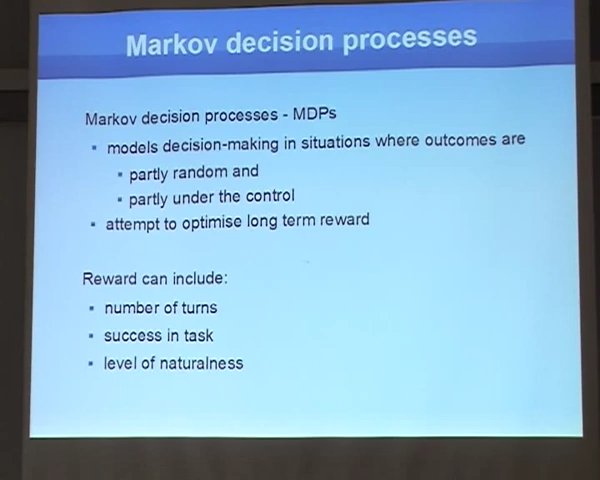 Markov decision processes
Markov decision processes - MDPs
models decision-making in situations where outcomes are
partly random and
partly under the control
attempt to optimise long term reward
Reward can include:
number of turns
success in task
level of naturalness